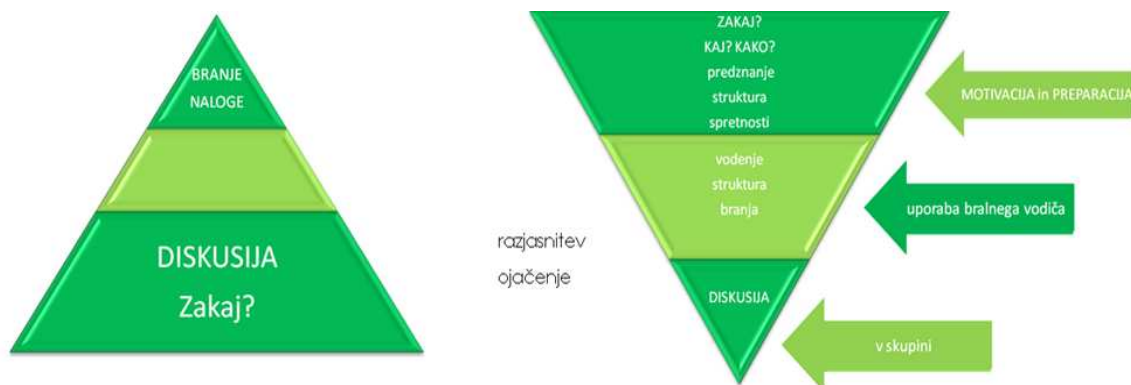 BRANJE
NALOGE
DISKUSIJA
Zakaj?
ZAKAJ?
KAJ? KAKO?
predznanje
struktura
spretnosti
MOTIVACIJA in PREPARACIJA
vodenje
struktura
branja
uporaba bralnega vodiča
razjasnitev
ojačenje
DISKUSIJA
v skupini